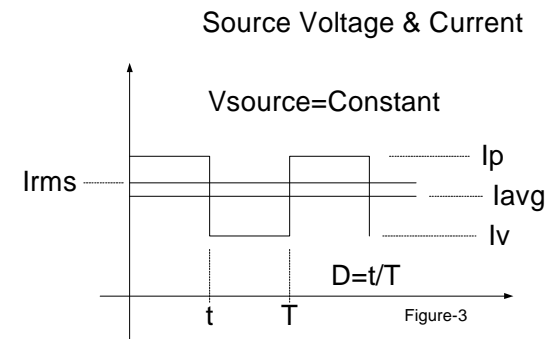 Source Voltage & Current
Vsource=Constant
Ip
Irms
Iavg
Iv
D=t/T
t
T
Figure-3